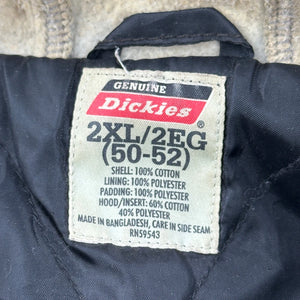 GENUINE
Dickies
2XL/2EG
(50-52)
SHELL: 100% COTTON
LINING: 100% POLYESTER
PADDING: 100% POLYESTER
HOOD/INSERT: 60% COTTON
40% POLYESTER
MADE IN BANGLADESH, CARE IN SIDE SEAM
RN59543